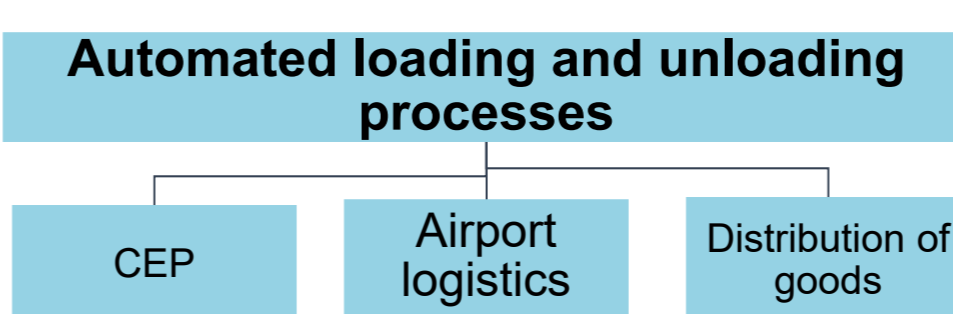 Automated loading and unloading
processes
CEP
Airport
logistics
Distribution of
goods